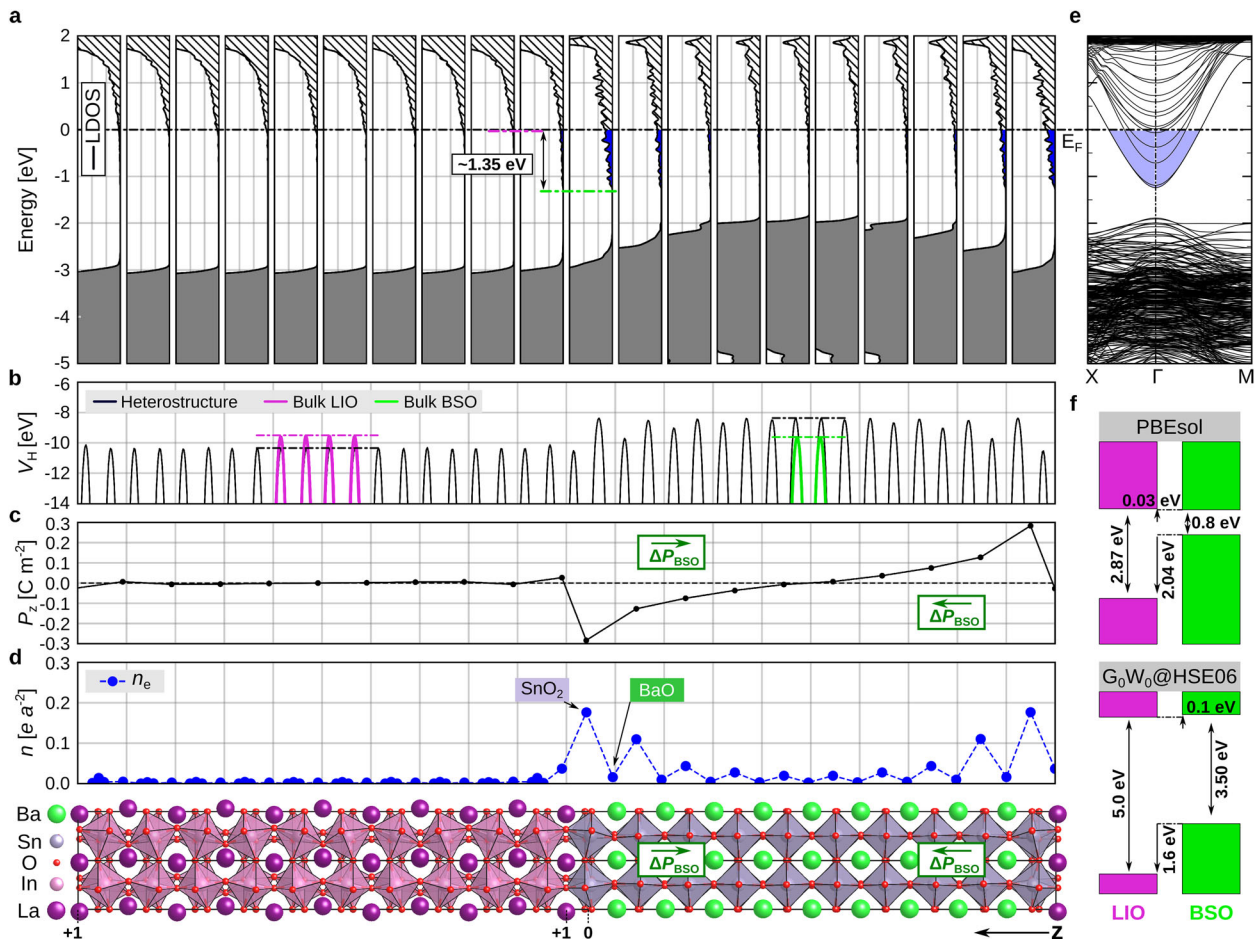 a
2
1
0
-1
-2
-3
-4
-5
Energy [eV]
LDOS
~1.35 eV
e
E_F
X Γ M
b
-6
-8
-10
-12
-14
V_H [eV]
Heterostructure Bulk LIO Bulk BSO
c
0.3
0.2
0.1
0.0
-0.1
-0.2
-0.3
P_z [C m⁻²]
ΔP_BSO
ΔP_BSO
d
0.3
0.2
0.1
0.0
n [e a⁻²]
n_e
SnO₂
BaO
Ba
Sn
O
In
La
ΔP_BSO
ΔP_BSO
+1 +1 0 z
f
PBEsol
0.03 eV
0.8 eV
2.87 eV
2.04 eV
G₀W₀@HSE06
0.1 eV
5.0 eV
3.50 eV
1.6 eV
LIO BSO